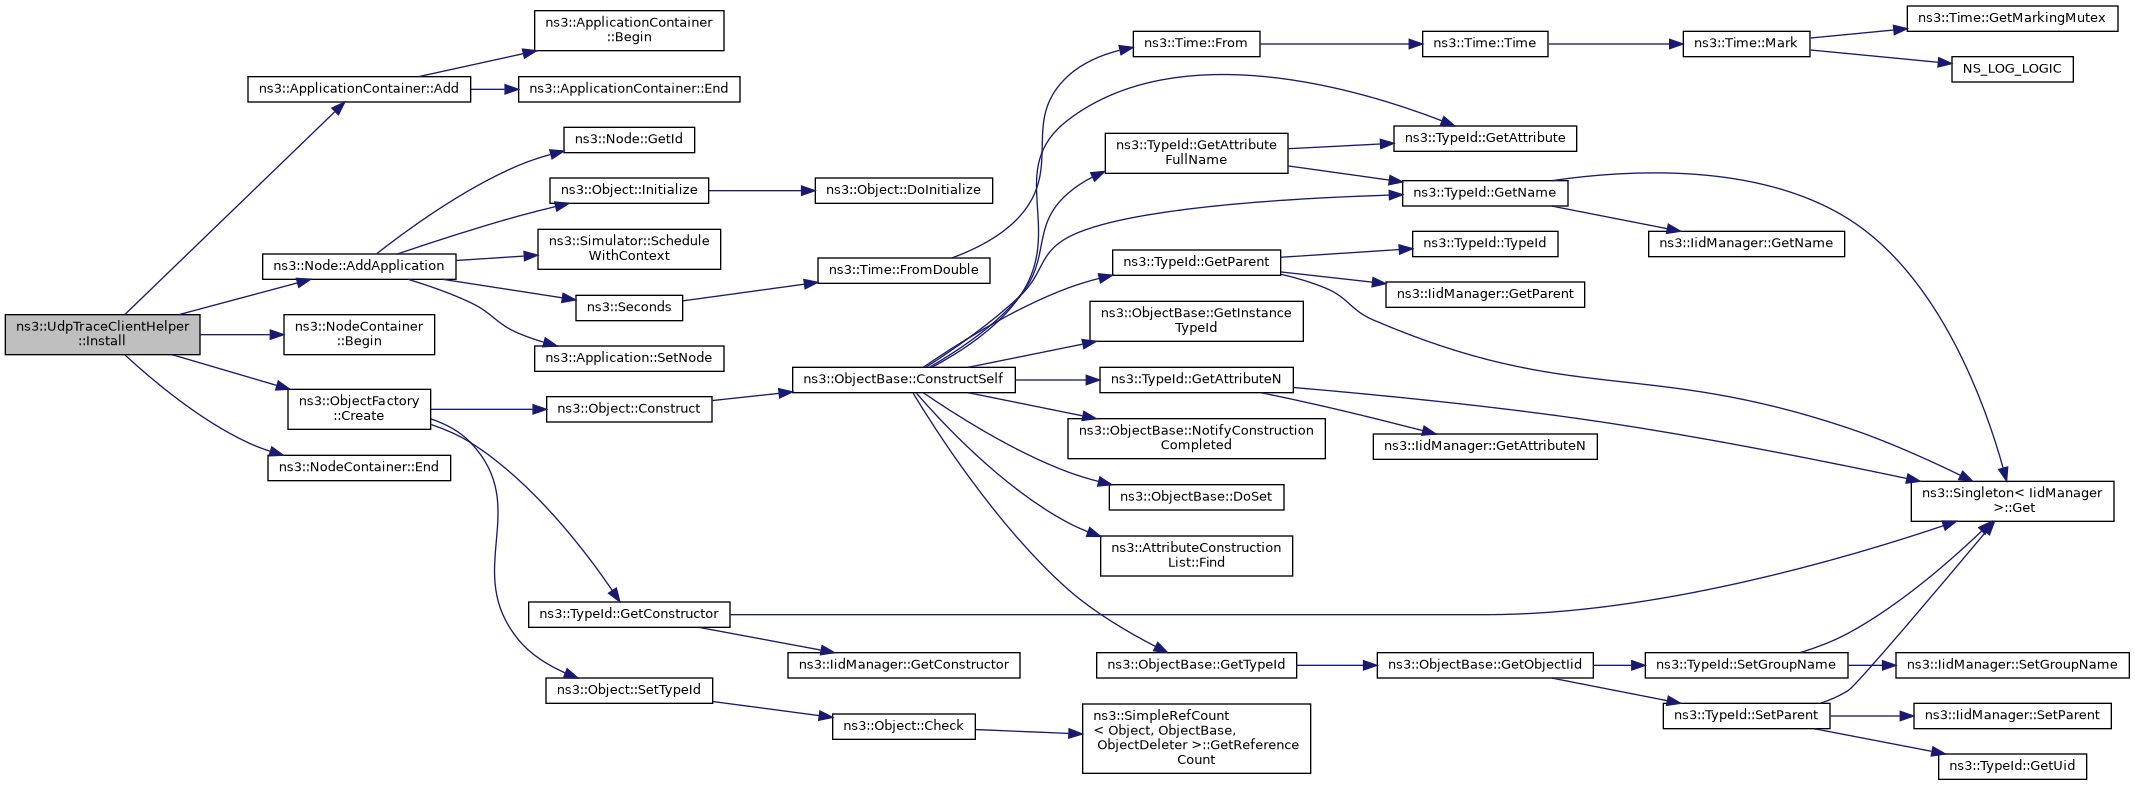 ns3::UdpTraceClientHelper
::Install
ns3::ApplicationContainer::Add
ns3::ApplicationContainer
::Begin
ns3::ApplicationContainer::End
ns3::Node::AddApplication
ns3::Node::GetId
ns3::Object::Initialize
ns3::Object::DoInitialize
ns3::Simulator::Schedule
WithContext
ns3::Seconds
ns3::Time::FromDouble
ns3::Time::From
ns3::Time::Time
ns3::Time::Mark
ns3::Time::GetMarkingMutex
NS_LOG_LOGIC
ns3::Application::SetNode
ns3::NodeContainer
::Begin
ns3::ObjectFactory
::Create
ns3::NodeContainer::End
ns3::Object::Construct
ns3::ObjectBase::ConstructSelf
ns3::TypeId::GetAttribute
ns3::TypeId::GetAttribute
FullName
ns3::TypeId::GetName
ns3::IidManager::GetName
ns3::TypeId::GetParent
ns3::TypeId::TypeId
ns3::IidManager::GetParent
ns3::ObjectBase::GetInstance
TypeId
ns3::TypeId::GetAttributeN
ns3::IidManager::GetAttributeN
ns3::ObjectBase::NotifyConstruction
Completed
ns3::ObjectBase::DoSet
ns3::AttributeConstruction
List::Find
ns3::Singleton< IidManager
>::Get
ns3::TypeId::GetConstructor
ns3::IidManager::GetConstructor
ns3::ObjectBase::GetTypeId
ns3::ObjectBase::GetObjectIid
ns3::TypeId::SetGroupName
ns3::IidManager::SetGroupName
ns3::TypeId::SetParent
ns3::IidManager::SetParent
ns3::TypeId::GetUid
ns3::Object::SetTypeId
ns3::Object::Check
ns3::SimpleRefCount
< Object, ObjectBase,
ObjectDeleter >::GetReference
Count